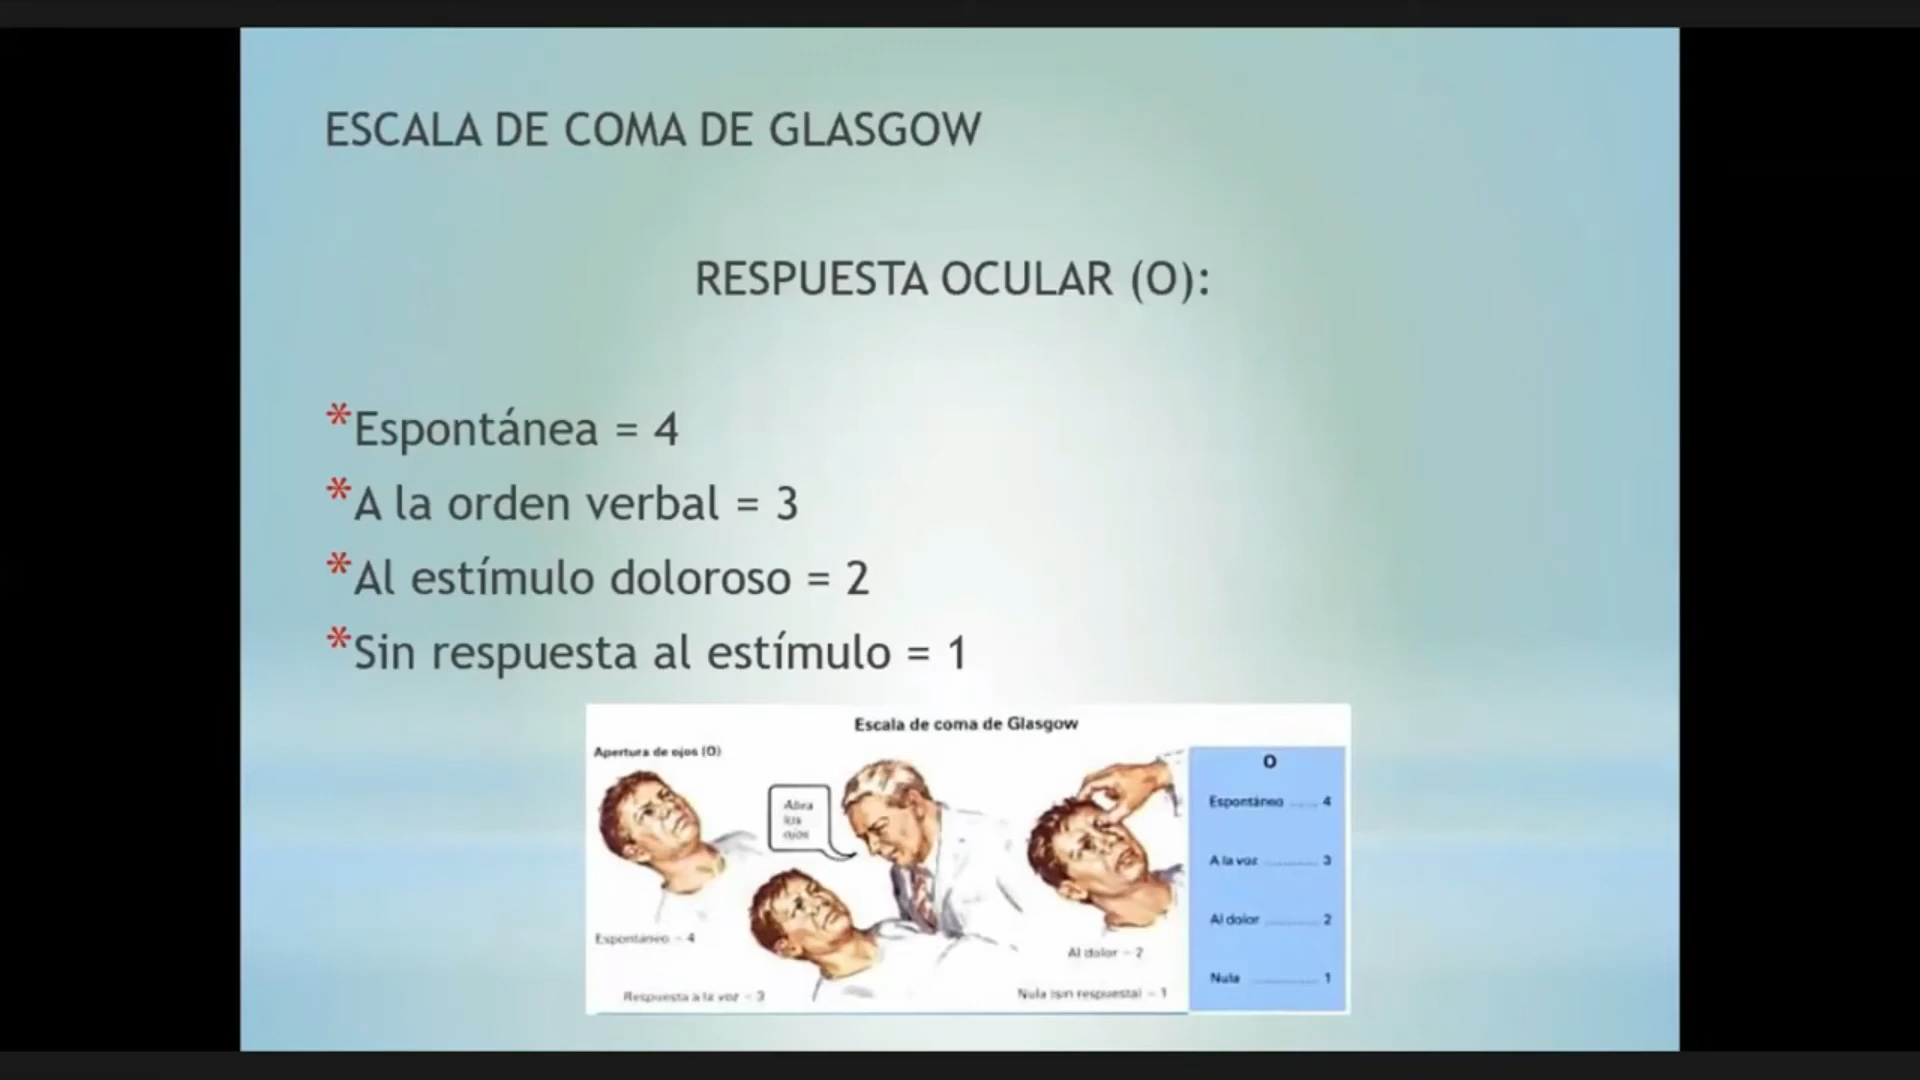 ESCALA DE COMA DE GLASGOW
RESPUESTA OCULAR (O):
*Espontánea = 4
*A la orden verbal = 3
*Al estímulo doloroso = 2
*Sin respuesta al estímulo = 1
Escala de coma de Glasgow
Apertura de ojos (O)
Abra
los
ojos
Espontáneo - 4
Respuesta a la voz - 3
Al dolor - 2
Nula (sin respuesta) - 1
O
Espontáneo ..... 4
A la voz .......... 3
Al dolor .......... 2
Nula ............ 1